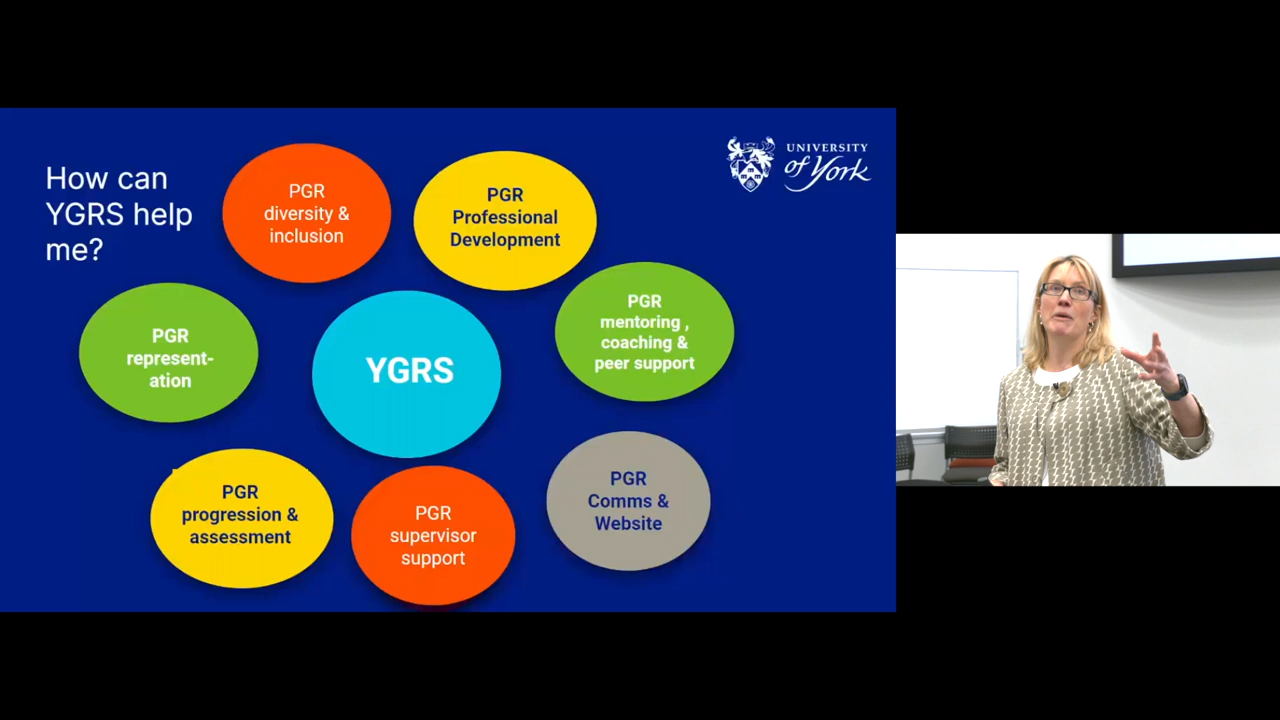 How can
YGRS help
me?
UNIVERSITY
of York
PGR
diversity &
inclusion
PGR
Professional
Development
PGR
mentoring ,
coaching &
peer support
PGR
represent-
ation
YGRS
PGR
progression &
assessment
PGR
supervisor
support
PGR
Comms &
Website